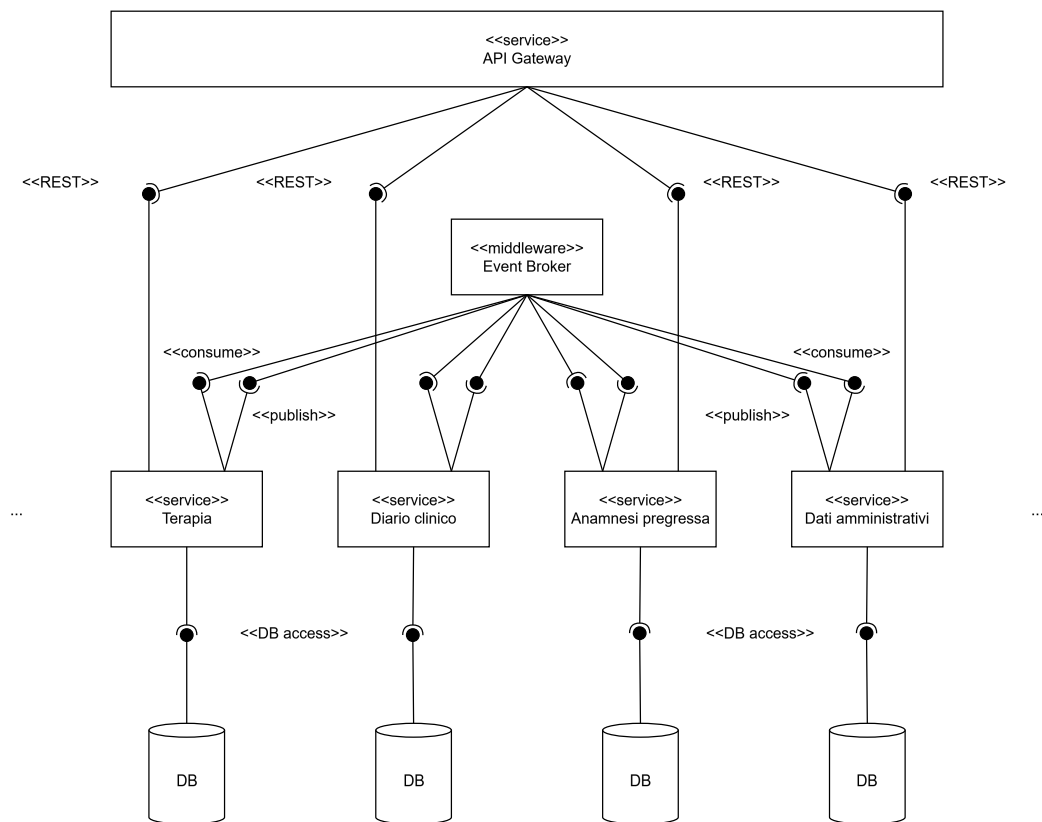 <<service>>
API Gateway
<<REST>>
<<REST>>
<<REST>>
<<REST>>
<<middleware>>
Event Broker
<<consume>>
<<consume>>
<<publish>>
<<publish>>
...
<<service>>
Terapia
<<service>>
Diario clinico
<<service>>
Anamnesi pregressa
<<service>>
Dati amministrativi
...
<<DB access>>
<<DB access>>
DB
DB
DB
DB